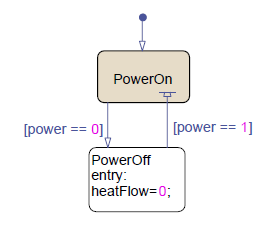 PowerOn
[power == 0]
[power == 1]
PowerOff
entry:
heatFlow=0;